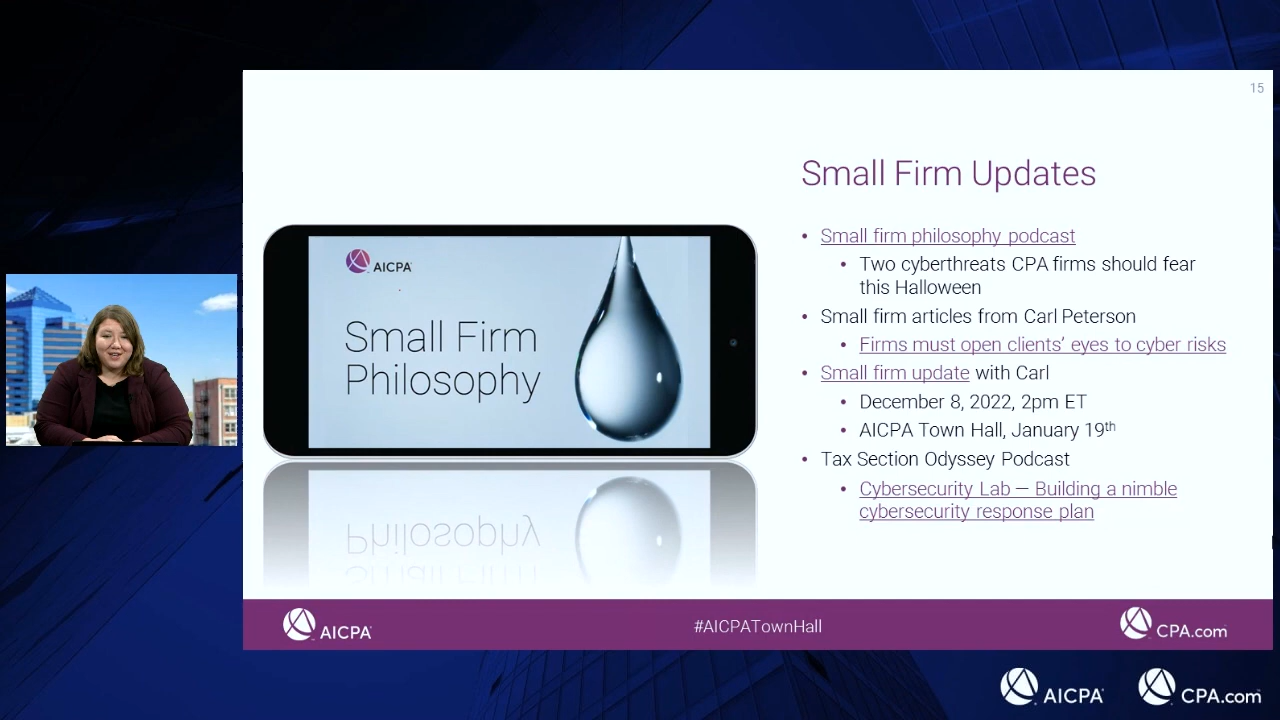 15
Small Firm Updates
AICPA
Small Firm
Philosophy
• Small firm philosophy podcast
• Two cyberthreats CPA firms should fear
this Halloween
• Small firm articles from Carl Peterson
• Firms must open clients’ eyes to cyber risks
• Small firm update with Carl
• December 8, 2022, 2pm ET
• AICPA Town Hall, January 19th
• Tax Section Odyssey Podcast
• Cybersecurity Lab — Building a nimble
cybersecurity response plan
Philosophy
Small Firm
AICPA
#AICPATownHall
CPA.com
AICPA
CPA.com